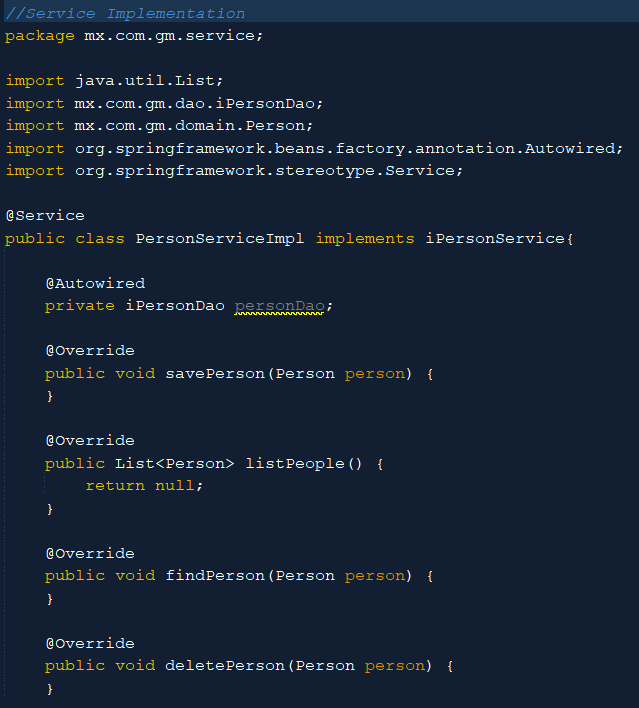 //Service Implementation
package mx.com.gm.service;
import java.util.List;
import mx.com.gm.dao.iPersonDao;
import mx.com.gm.domain.Person;
import org.springframework.beans.factory.annotation.Autowired;
import org.springframework.stereotype.Service;
@Service
public class PersonServiceImpl implements iPersonService{
@Autowired
private iPersonDao personDao;
@Override
public void savePerson(Person person) {
}
@Override
public List<Person> listPeople() {
return null;
}
@Override
public void findPerson(Person person) {
}
@Override
public void deletePerson(Person person) {
}